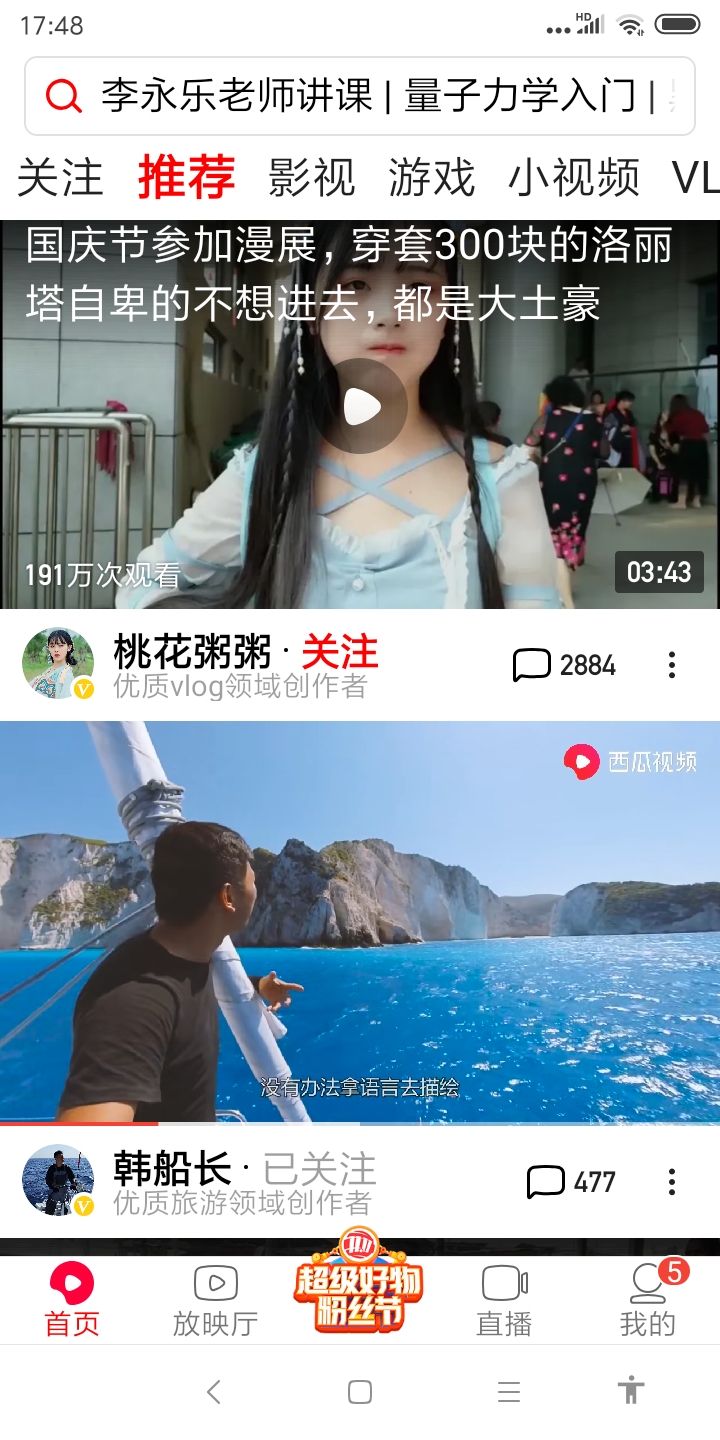 17:48
HD
李永乐老师讲课 | 量子力学入门 |
关注 推荐 影视 游戏 小视频 VL
国庆节参加漫展，穿套300块的洛丽
塔自卑的不想进去，都是大土豪
191万次观看
03:43
桃花粥粥 · 关注
优质vlog领域创作者
2884
西瓜视频
没有办法拿语言去描绘
韩船长 · 已关注
优质旅游领域创作者
477
超级好物
粉丝节
5
首页 放映厅 直播 我的